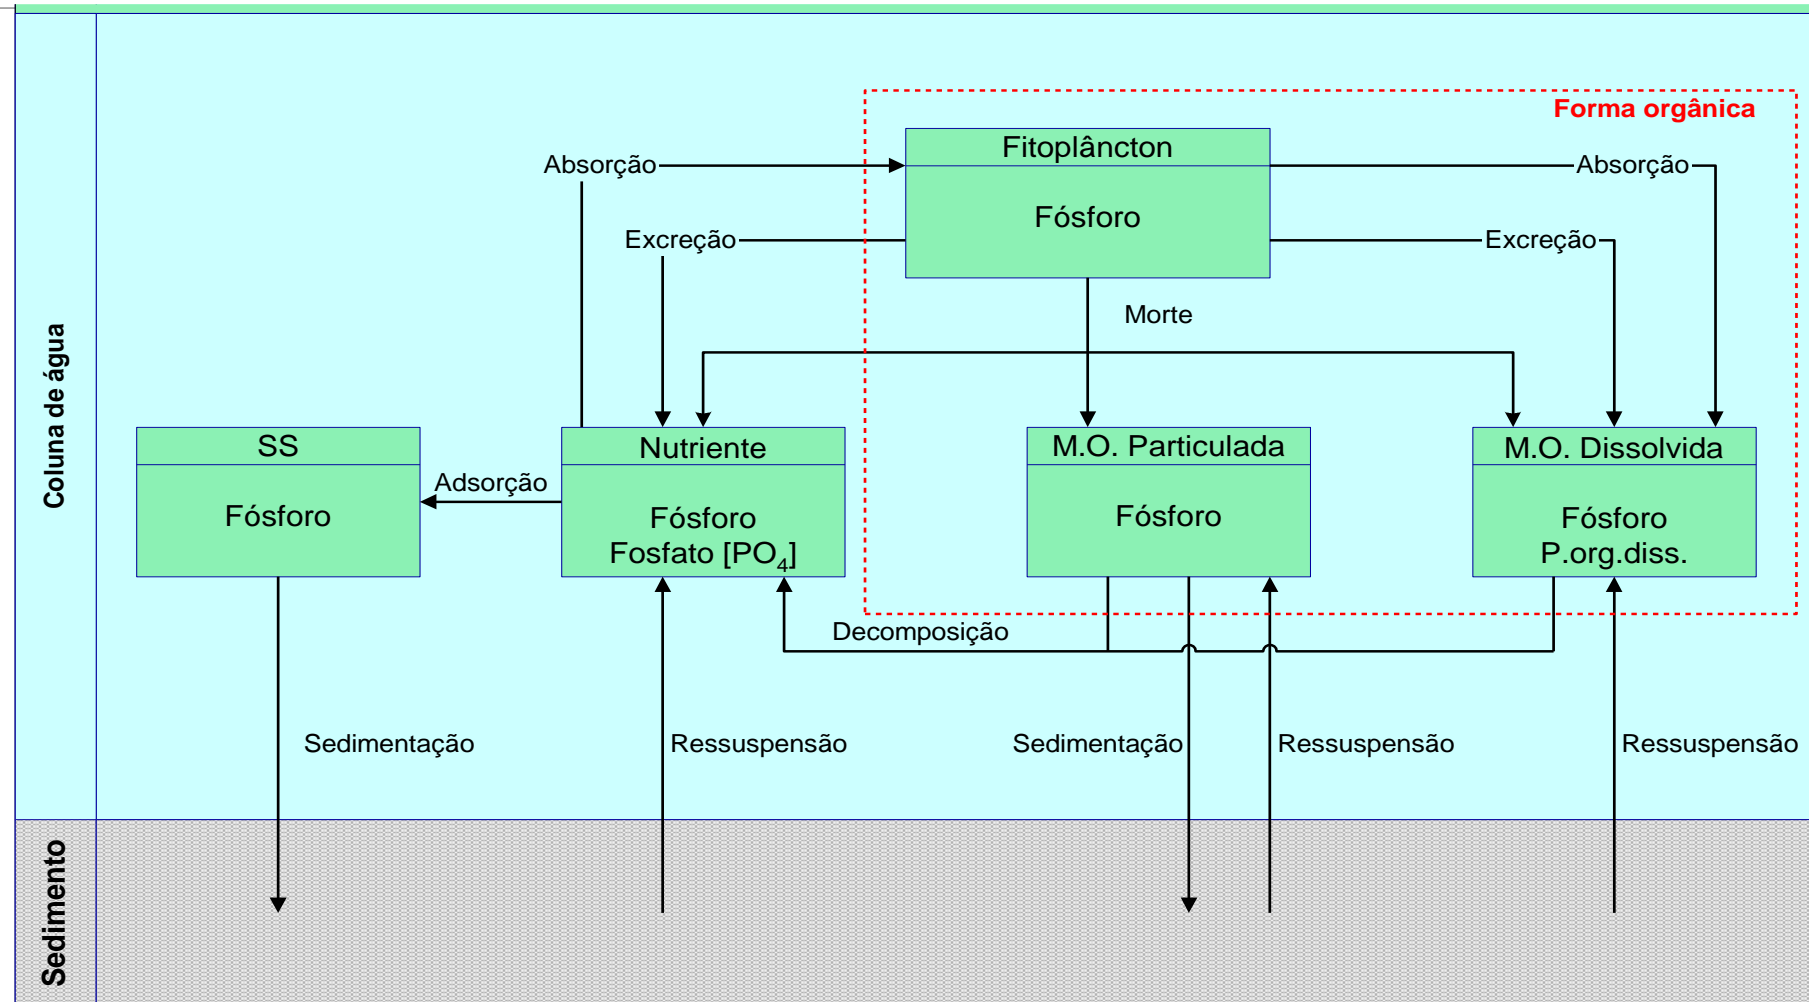 Forma orgânica
Fitoplâncton
Absorção
Absorção
Fósforo
Excreção
Excreção
Morte
Coluna de água
SS
Nutriente
M.O. Particulada
M.O. Dissolvida
Adsorção
Fósforo
Fósforo
Fosfato [PO₄]
Fósforo
Fósforo
P.org.diss.
Decomposição
Sedimentação
Ressuspensão
Sedimentação
Ressuspensão
Ressuspensão
Sedimento